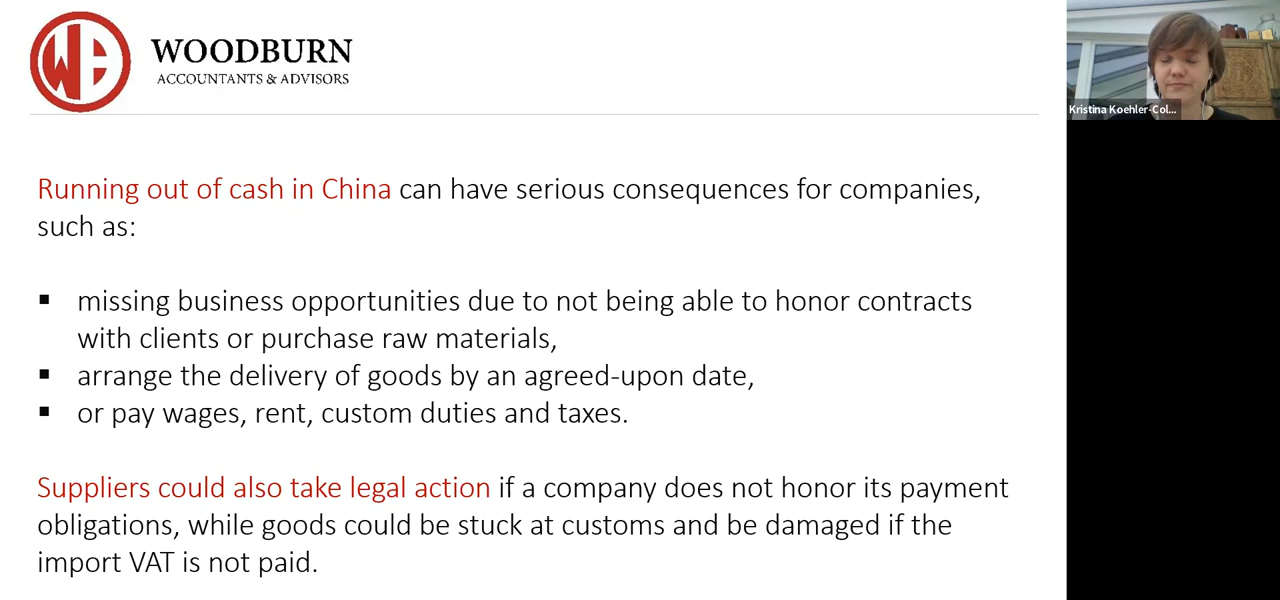 WOODBURN
ACCOUNTANTS & ADVISORS
Kristina Koehler-Col...
Running out of cash in China can have serious consequences for companies,
such as:
▪ missing business opportunities due to not being able to honor contracts
with clients or purchase raw materials,
▪ arrange the delivery of goods by an agreed-upon date,
▪ or pay wages, rent, custom duties and taxes.
Suppliers could also take legal action if a company does not honor its payment
obligations, while goods could be stuck at customs and be damaged if the
import VAT is not paid.